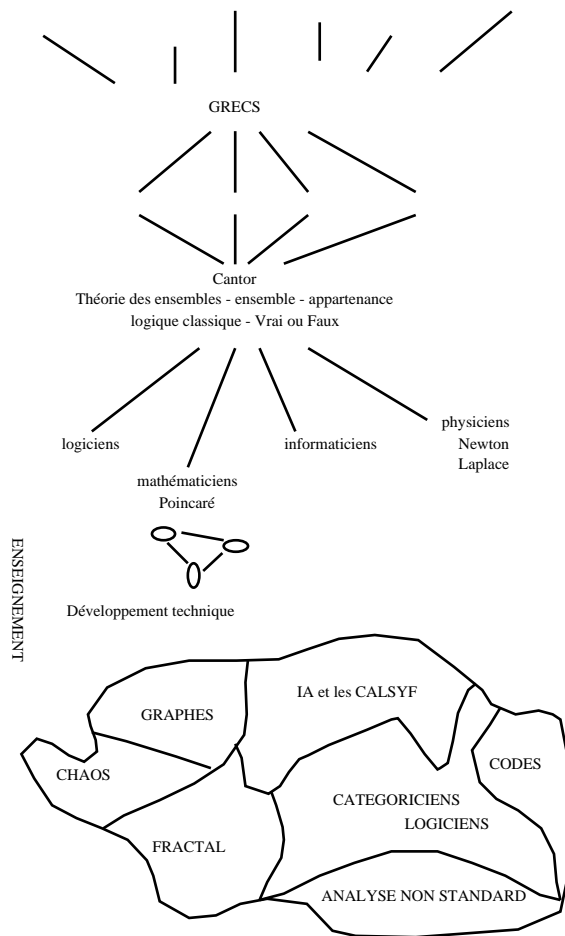 GRECS
Cantor
Théorie des ensembles - ensemble - appartenance
logique classique - Vrai ou Faux
logiciens
informaticiens
physiciens
Newton
Laplace
mathématiciens
Poincaré
ENSEIGNEMENT
Développement technique
IA et les CALSYF
GRAPHES
CHAOS
CODES
CATEGORICIENS
LOGICIENS
FRACTAL
ANALYSE NON STANDARD